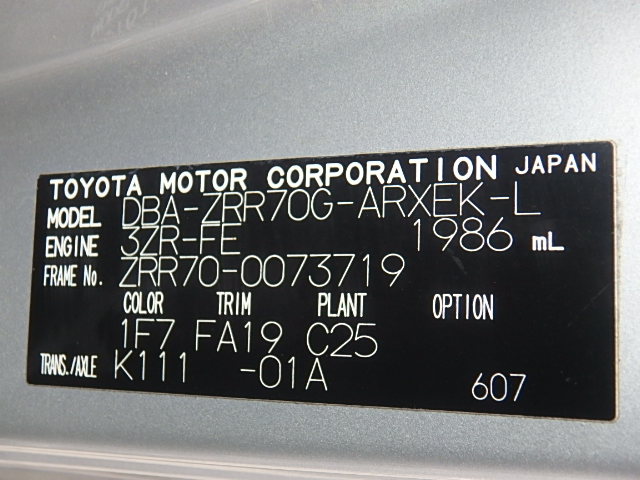 TOYOTA MOTOR CORPORATION JAPAN
MODEL DBA-ZRR70G-ARXEK-L
ENGINE 3ZR-FE 1986 mL
FRAME No. ZRR70-0073719
COLOR TRIM PLANT OPTION
1F7 FA19 C25
TRANS./AXLE K111 -01A
607